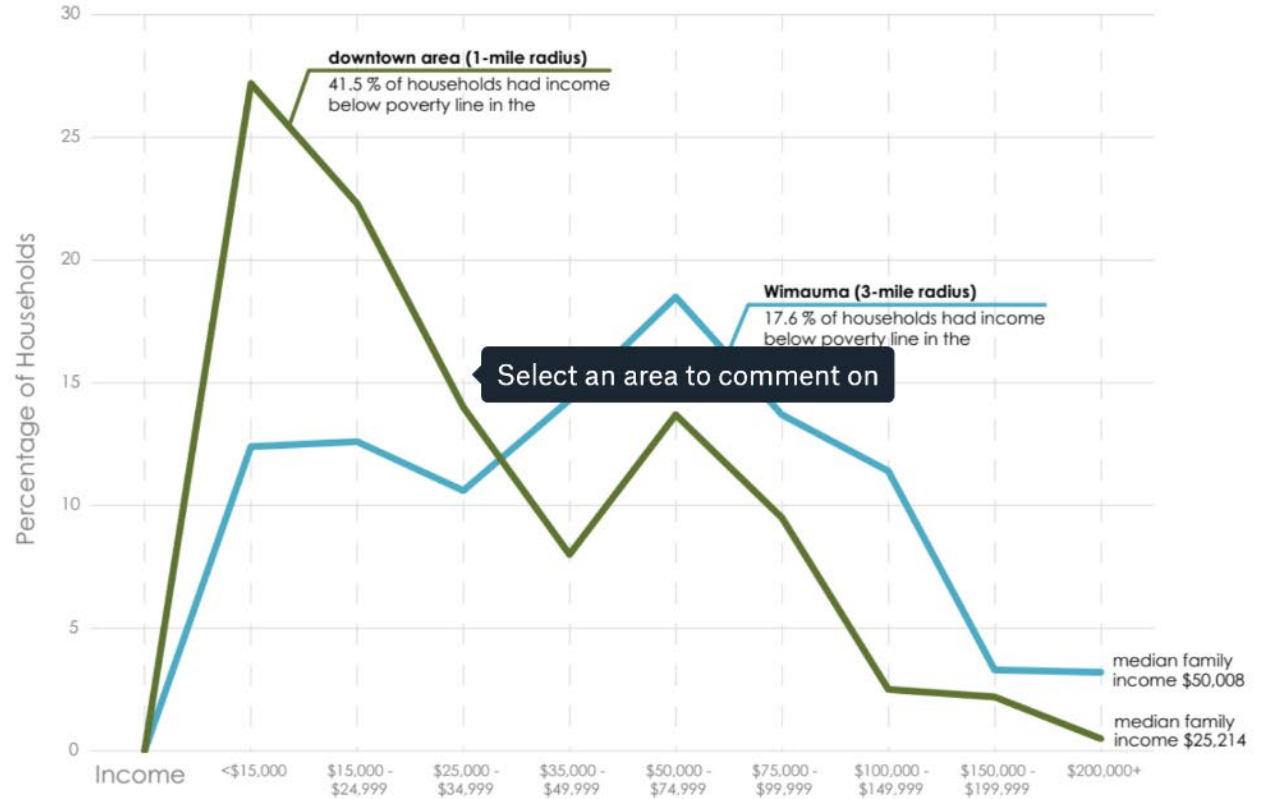 30
downtown area (1-mile radius)
41.5 % of households had income
below poverty line in the
25
20
Wimauma (3-mile radius)
17.6 % of households had income
below poverty line in the
15
Select an area to comment on
10
5
0
Percentage of Households
median family
income $50,008
median family
income $25,214
Income
<$15,000
$15,000 -
$24,999
$25,000 -
$34,999
$35,000 -
$49,999
$50,000 -
$74,999
$75,000 -
$99,999
$100,000 -
$149,999
$150,000 -
$199,999
$200,000+